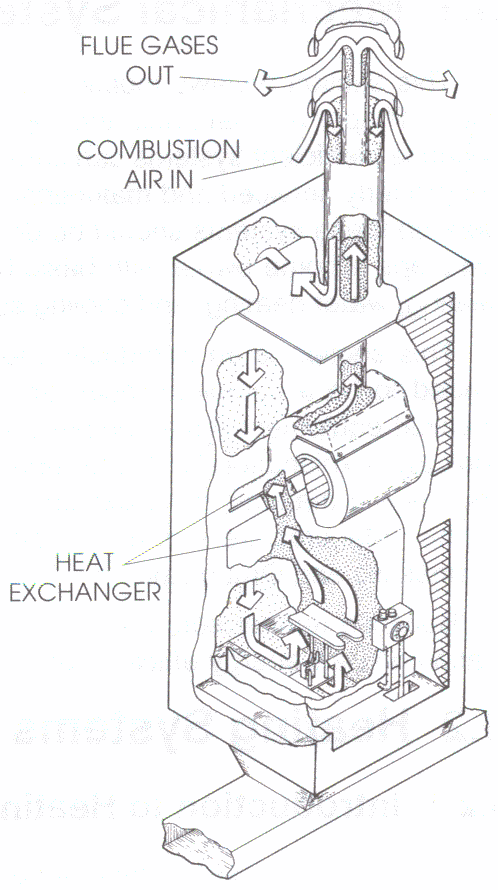 FLUE GASES
OUT
COMBUSTION
AIR IN
HEAT
EXCHANGER